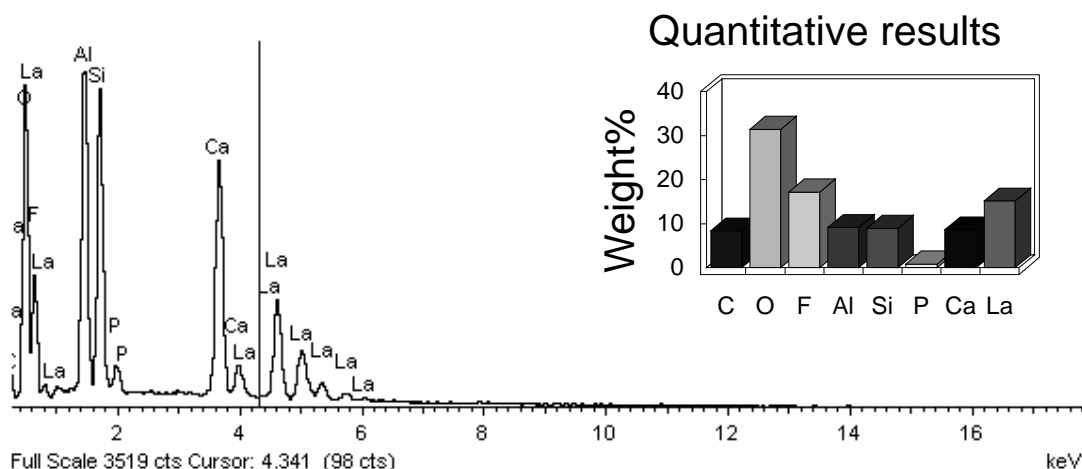 Quantitative results
Weight%
40
30
20
10
0
C O F Al Si P Ca La
La
O
Al
Si
F
a
La
a
La
P
P
Ca
Ca
La
La
La
La
La
La
La
2 4 6 8 10 12 14 16
Full Scale 3519 cts Cursor: 4.341 (98 cts) keV